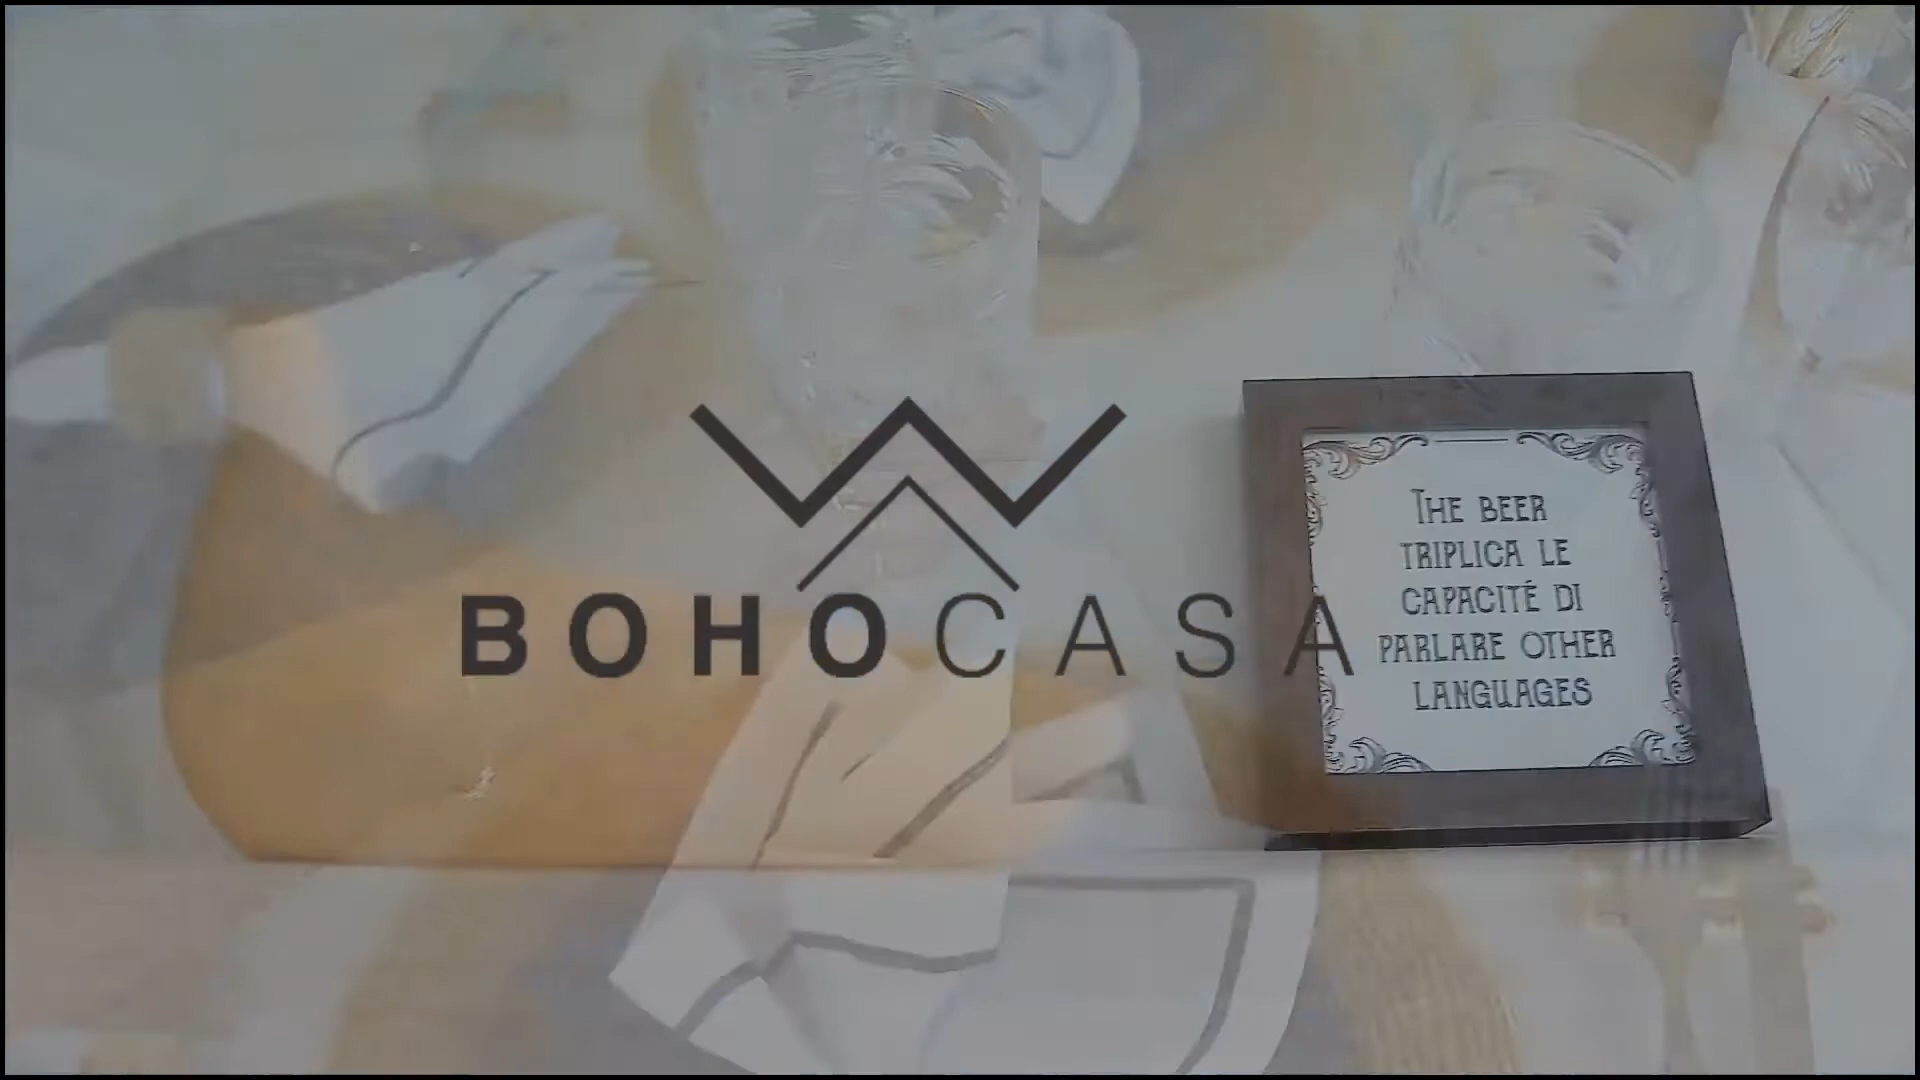 BOHOCASA
THE BEER
TRIPLICA LE
CAPACITÉ DI
PARLARE OTHER
LANGUAGES